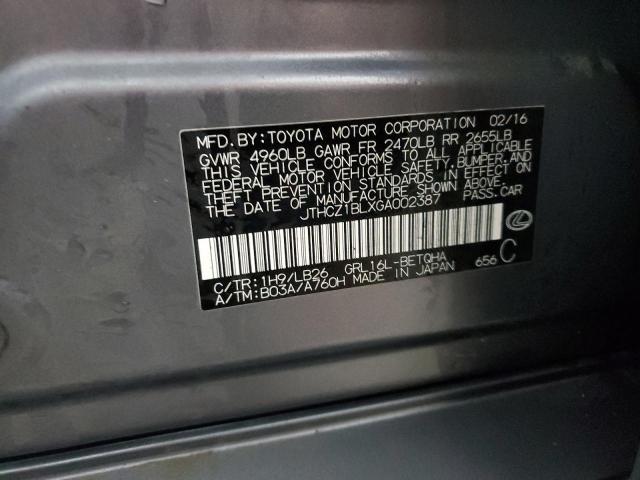 MFD.BY:TOYOTA MOTOR CORPORATION 02/16
GVWR 4960LB GAWR FR 2470LB RR 2655LB
THIS VEHICLE CONFORMS TO ALL APPLICABLE
FEDERAL MOTOR VEHICLE SAFETY,BUMPER,AND
THEFT PREVENTION STANDARDS IN EFFECT ON
THE DATE OF MANUFACTURE SHOWN ABOVE.
JTHCZ1BLXGA002387 PASS.CAR
C/TR:1H9/LB26 GRL16L-BETQHA 656 C
A/TM:B03A/A760H MADE IN JAPAN